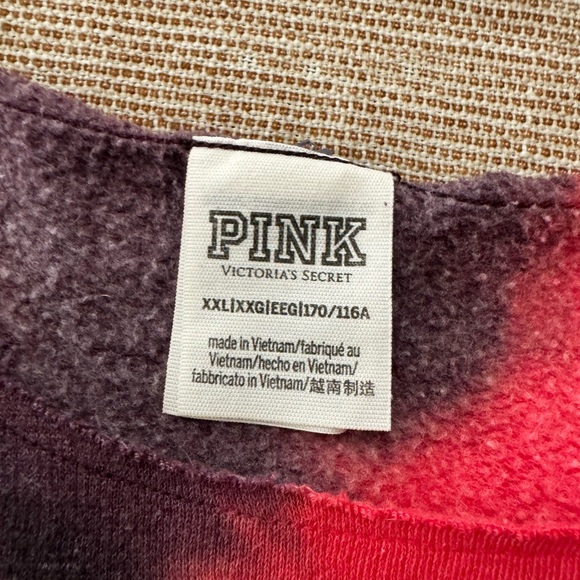 PINK
VICTORIA'S SECRET
XXL|XXG|EEG|170/116A
made in Vietnam/fabriqué au
Vietnam/hecho en Vietnam/
fabbricato in Vietnam/越南制造